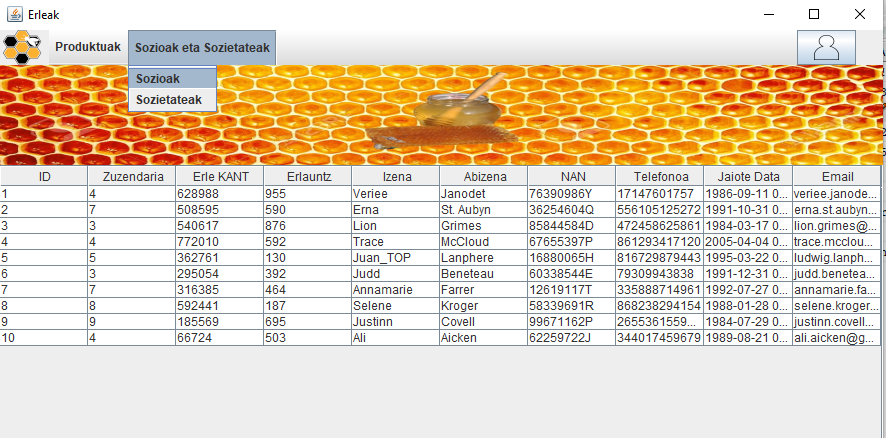 Erleak
Produktuak Sozioak eta Sozietateak
Sozioak
Sozietateak
ID Zuzendaria Erle KANT Erlauntz Izena Abizena NAN Telefonoa Jaiote Data Email
1 4 628988 955 Veriee Janodet 76390986Y 17147601757 1986-09-11 0... veriee.janode...
2 7 508595 590 Erna St. Aubyn 36254604Q 556105125272 1991-10-31 0... erna.st.aubyn...
3 3 540617 876 Lion Grimes 85844584D 472458625861 1984-03-17 0... lion.grimes@...
4 4 772010 592 Trace McCloud 67655397P 861293417120 2005-04-04 0... trace.mcclou...
5 5 362761 130 Juan_TOP Lanphere 16880065H 816729879443 1995-03-22 0... ludwig.lanph...
6 3 295054 392 Judd Beneteau 60338544E 79309943838 1991-12-31 0... judd.benetea...
7 7 316385 464 Annamarie Farrer 12619117T 335888714961 1992-07-27 0... annamarie.fa...
8 8 592441 187 Selene Kroger 58339691R 868238294154 1988-01-28 0... selene.kroger...
9 9 185569 695 Justinn Covell 99671162P 2655361559... 1984-07-29 0... justinn.covell...
10 4 66724 503 Ali Aicken 62259722J 344017459679 1989-08-21 0... ali.aicken@g...